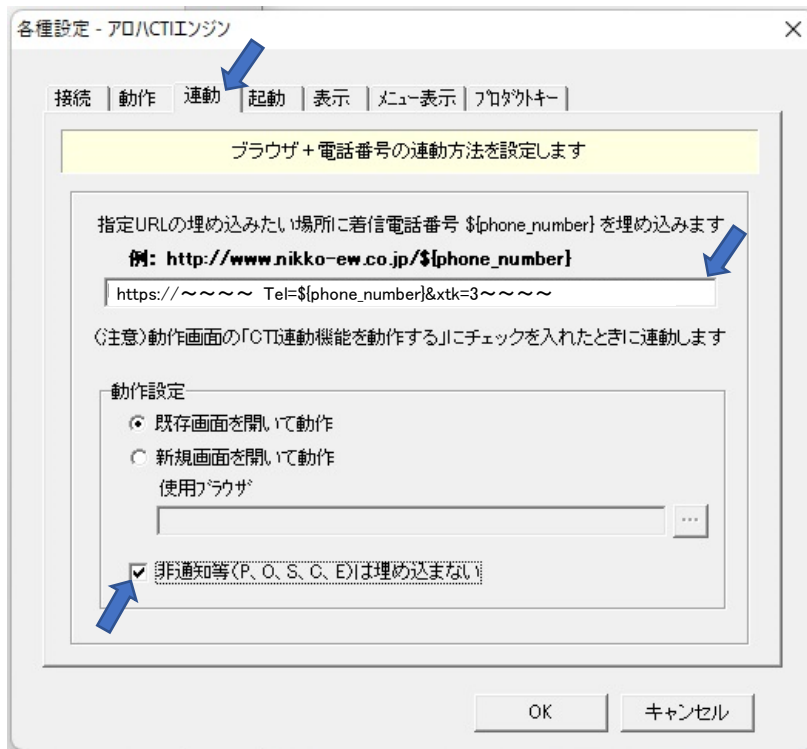 各種設定 - アロハCTIエンジン
接続 動作 連動 起動 表示 メニュー表示 プロダクトキー
ブラウザ+電話番号の連動方法を設定します
指定URLの埋め込みたい場所に着信電話番号 ${phone_number} を埋め込みます
例: http://www.nikko-ew.co.jp/${phone_number}
https://～～～～ Tel=${phone_number}&xtk=3～～～～
(注意)動作画面の「CTI連動機能を動作する」にチェックを入れたときに連動します
動作設定
既存画面を開いて動作
新規画面を開いて動作
使用ブラウザ
...
非通知等(P、O、S、C、E)は埋め込まない
OK キャンセル